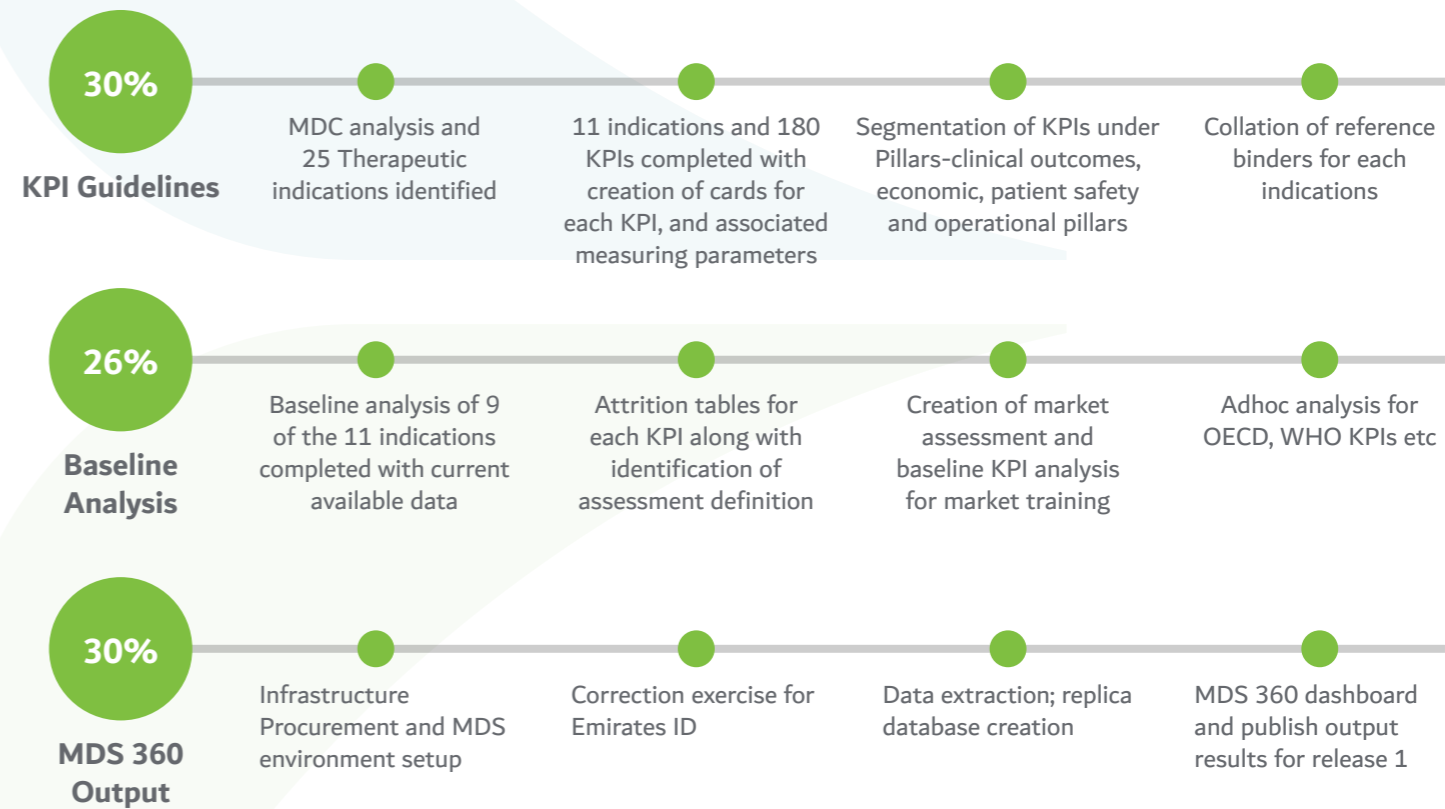 30%
KPI Guidelines
MDC analysis and
25 Therapeutic
indications identified
11 indications and 180
KPIs completed with
creation of cards for
each KPI, and associated
measuring parameters
Segmentation of KPIs under
Pillars-clinical outcomes,
economic, patient safety
and operational pillars
Collation of reference
binders for each
indications
26%
Baseline
Analysis
Baseline analysis of 9
of the 11 indications
completed with current
available data
Attrition tables for
each KPI along with
identification of
assessment definition
Creation of market
assessment and
baseline KPI analysis
for market training
Adhoc analysis for
OECD, WHO KPIs etc
30%
MDS 360
Output
Infrastructure
Procurement and MDS
environment setup
Correction exercise for
Emirates ID
Data extraction; replica
database creation
MDS 360 dashboard
and publish output
results for release 1